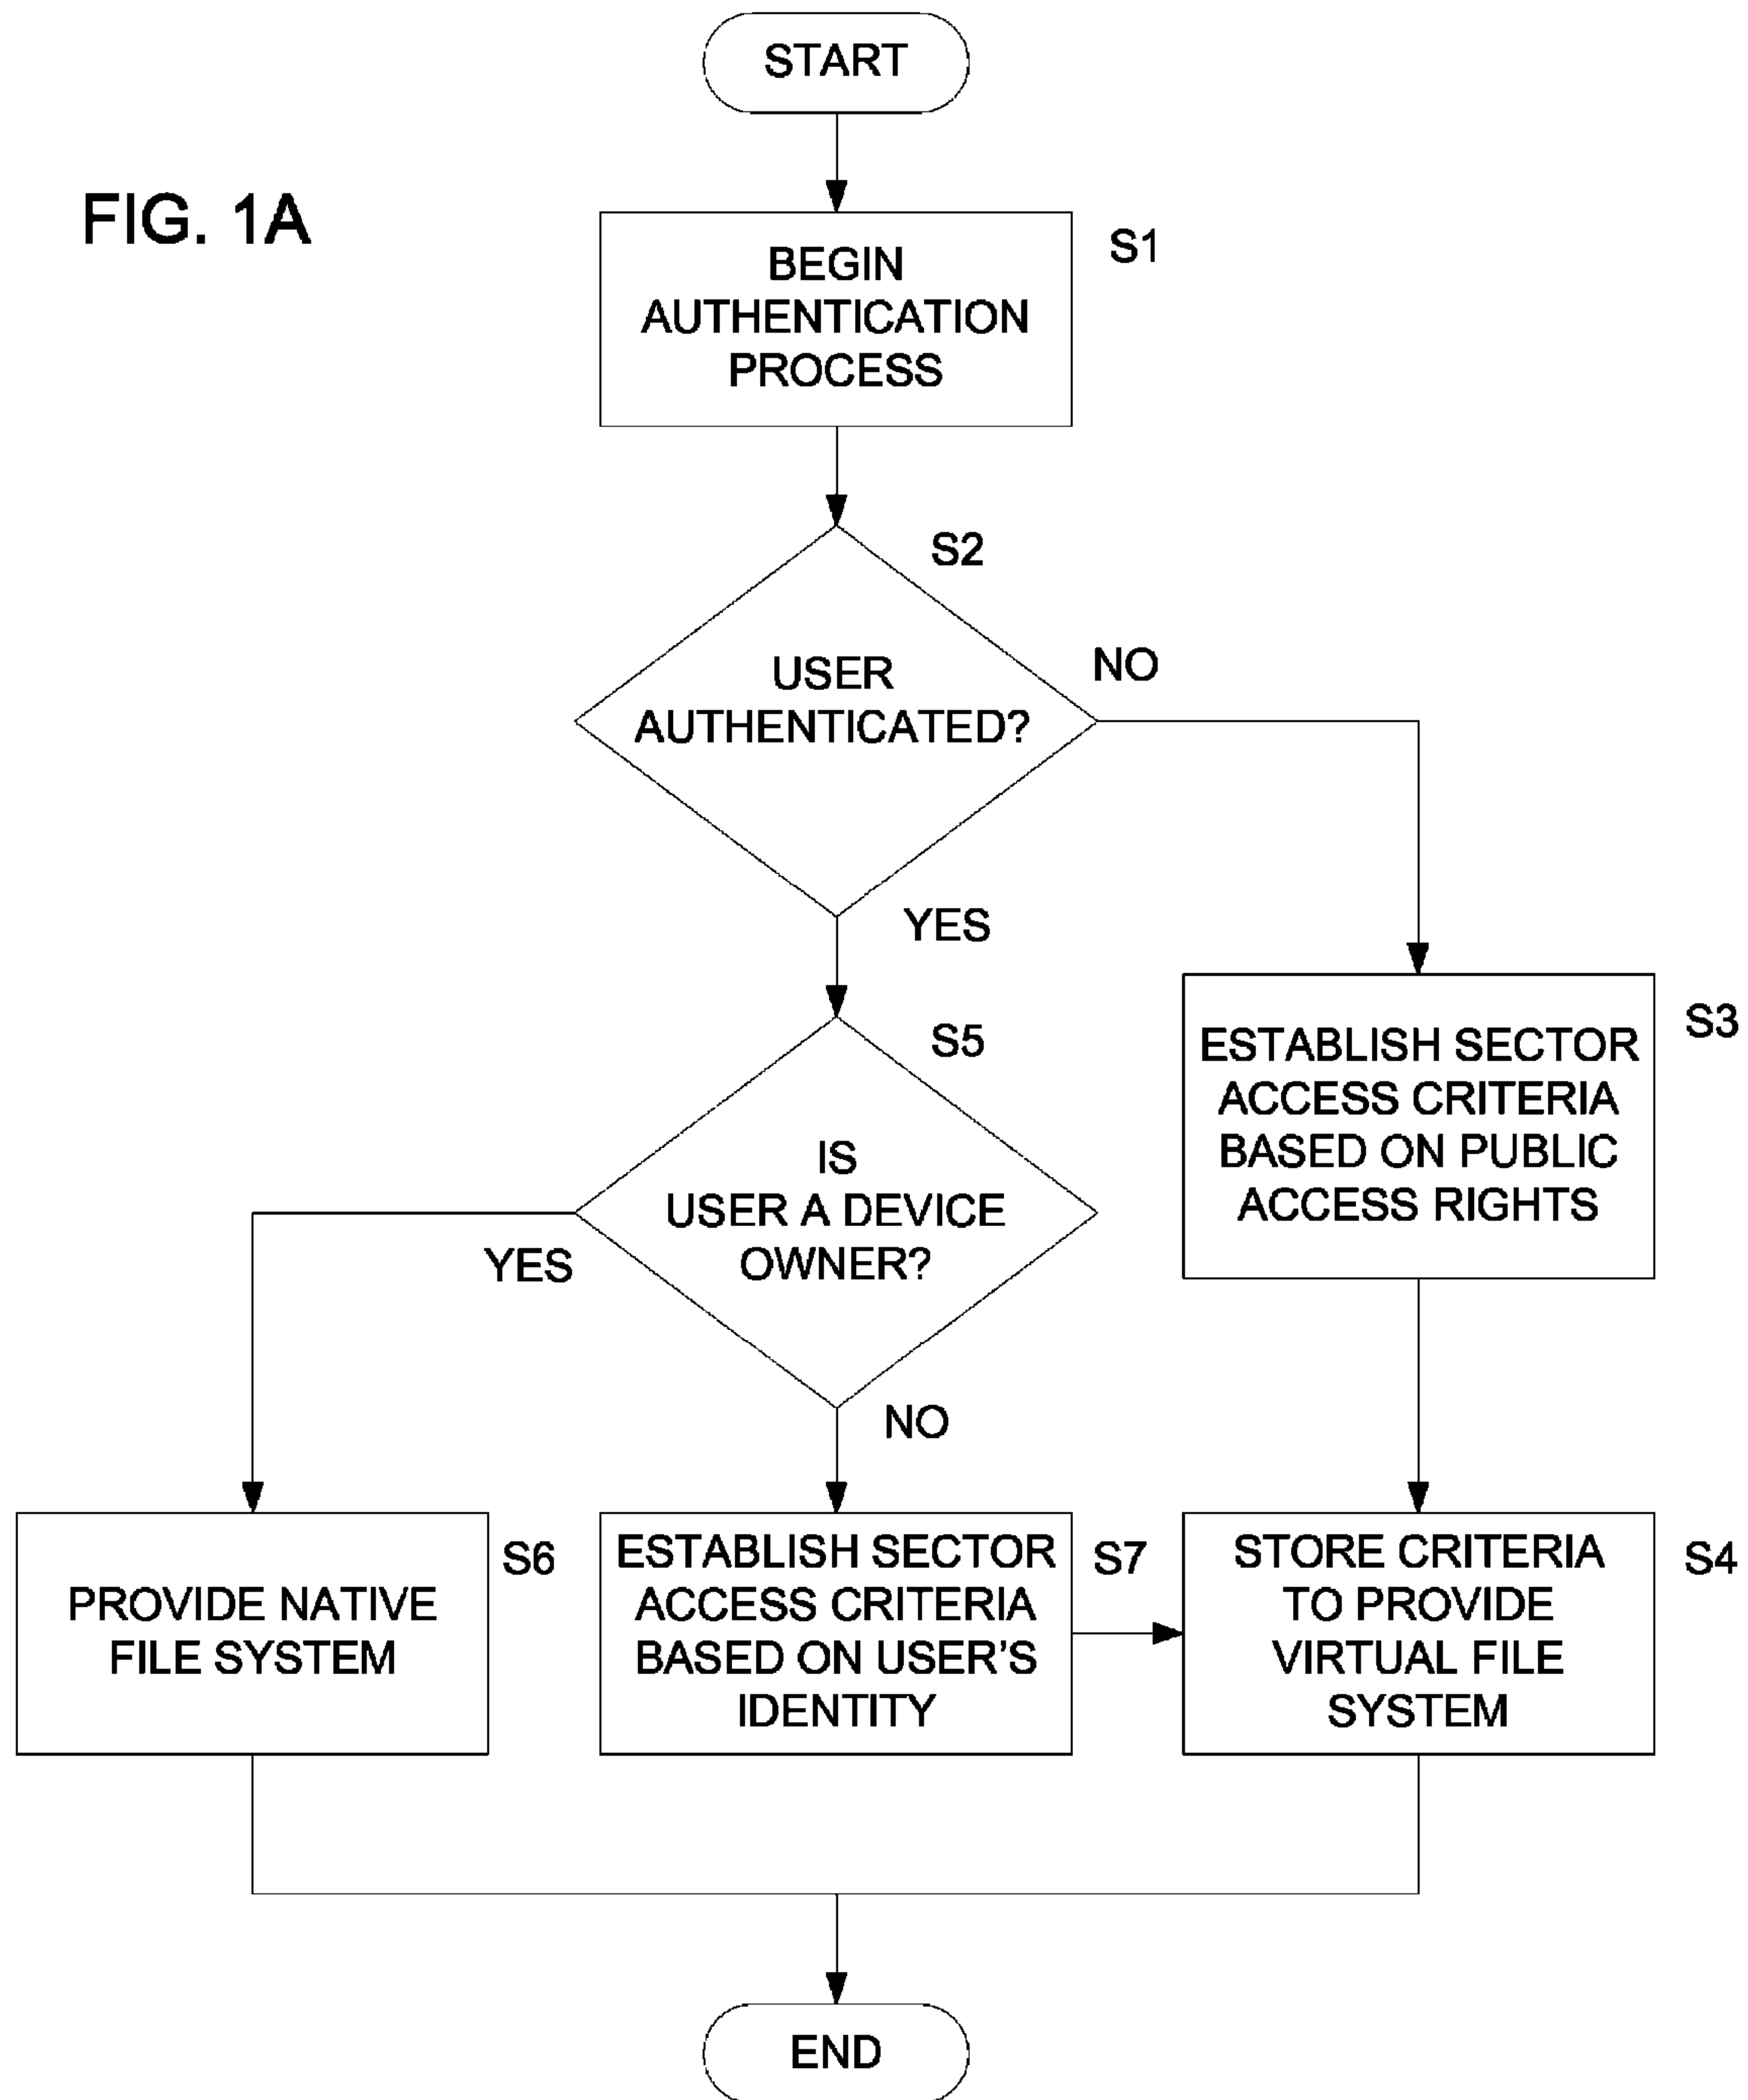 START
FIG. 1A
BEGIN
AUTHENTICATION
PROCESS
S1
S2
USER
AUTHENTICATED?
NO
YES
S5
IS
USER A DEVICE
OWNER?
YES
NO
S3
ESTABLISH SECTOR
ACCESS CRITERIA
BASED ON PUBLIC
ACCESS RIGHTS
PROVIDE NATIVE
FILE SYSTEM
S6
ESTABLISH SECTOR
ACCESS CRITERIA
BASED ON USER'S
IDENTITY
S7
STORE CRITERIA
TO PROVIDE
VIRTUAL FILE
SYSTEM
S4
END